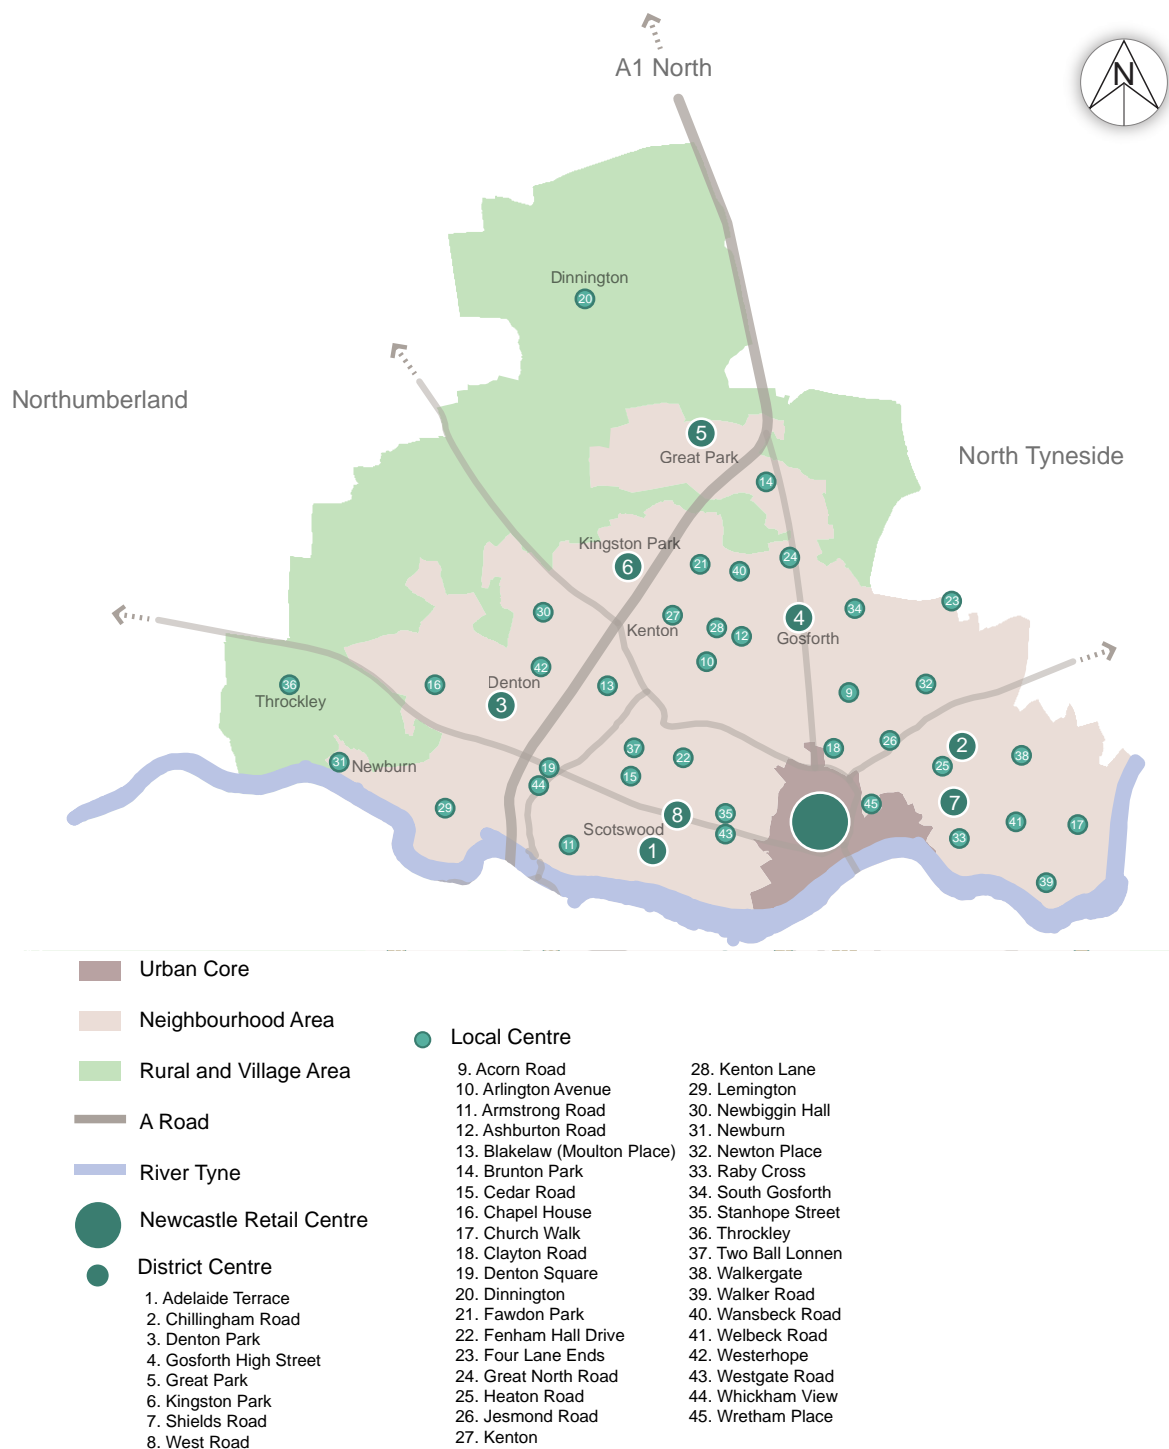 A1 North
N
Dinnington
20
Northumberland
5
Great Park
North Tyneside
14
Kingston Park
6
21
40
24
30
27
Kenton
28
12
4
Gosforth
34
23
10
42
36
Throckley
16
Denton
3
13
9
32
31
Newburn
37
22
18
26
2
25
38
19
44
15
29
8
35
43
45
7
33
41
17
Scotswood
1
11
39
Urban Core
Neighbourhood Area
Rural and Village Area
A Road
River Tyne
Newcastle Retail Centre
District Centre
1. Adelaide Terrace
2. Chillingham Road
3. Denton Park
4. Gosforth High Street
5. Great Park
6. Kingston Park
7. Shields Road
8. West Road
Local Centre
9. Acorn Road
10. Arlington Avenue
11. Armstrong Road
12. Ashburton Road
13. Blakelaw (Moulton Place)
14. Brunton Park
15. Cedar Road
16. Chapel House
17. Church Walk
18. Clayton Road
19. Denton Square
20. Dinnington
21. Fawdon Park
22. Fenham Hall Drive
23. Four Lane Ends
24. Great North Road
25. Heaton Road
26. Jesmond Road
27. Kenton
28. Kenton Lane
29. Lemington
30. Newbiggin Hall
31. Newburn
32. Newton Place
33. Raby Cross
34. South Gosforth
35. Stanhope Street
36. Throckley
37. Two Ball Lonnen
38. Walkergate
39. Walker Road
40. Wansbeck Road
41. Welbeck Road
42. Westerhope
43. Westgate Road
44. Whickham View
45. Wretham Place